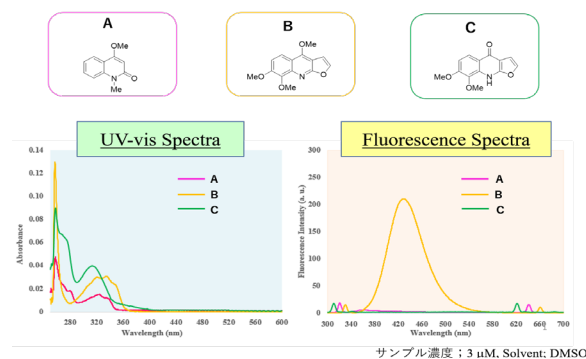 A
B
C
OMe
N
O
Me
OMe
MeO
N
O
OMe
O
MeO
N
H
O
OMe
UV-vis Spectra
Fluorescence Spectra
A
B
C
A
B
C
Absorbance
0.14
0.12
0.1
0.08
0.06
0.04
0.02
0
280 320 360 400 440 480 520 560 600
Wavelength (nm)
Fluorescence Intensity (a. u.)
300
250
200
150
100
50
0
300 340 380 420 460 500 540 580 620 660 700
Wavelength (nm)
サンプル濃度；3 μM, Solvent; DMSO